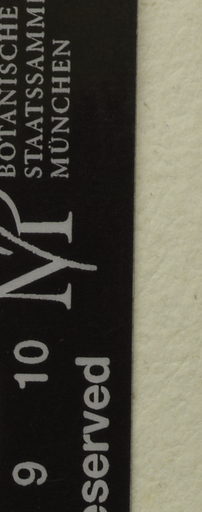 BOTANISCHE
STAATSSAMM
MÜNCHEN
M
9 10
eserved